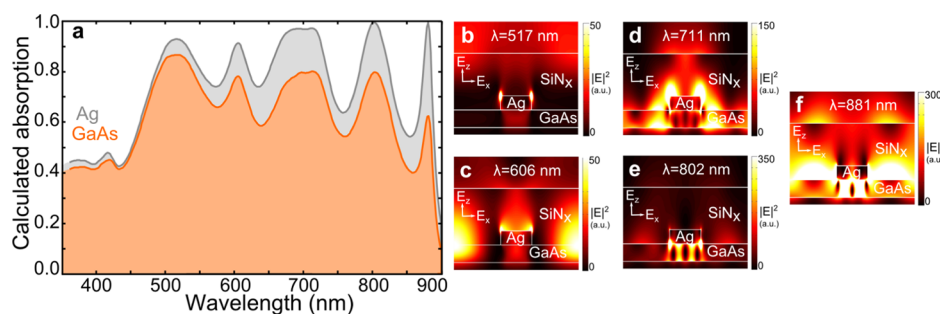 a
Calculated absorption
1.0
0.8
0.6
0.4
0.2
0.0
Ag
GaAs
400 500 600 700 800 900
Wavelength (nm)
b
λ=517 nm
Ez
Ex
SiNx
Ag
GaAs
50
|E|²
(a.u.)
0
c
λ=606 nm
Ez
Ex
SiNx
Ag
GaAs
50
|E|²
(a.u.)
0
d
λ=711 nm
Ez
Ex
SiNx
Ag
GaAs
150
|E|²
(a.u.)
0
e
λ=802 nm
Ez
Ex
SiNx
Ag
GaAs
350
|E|²
(a.u.)
0
f
λ=881 nm
Ez
Ex
SiNx
Ag
GaAs
300
|E|²
(a.u.)
0